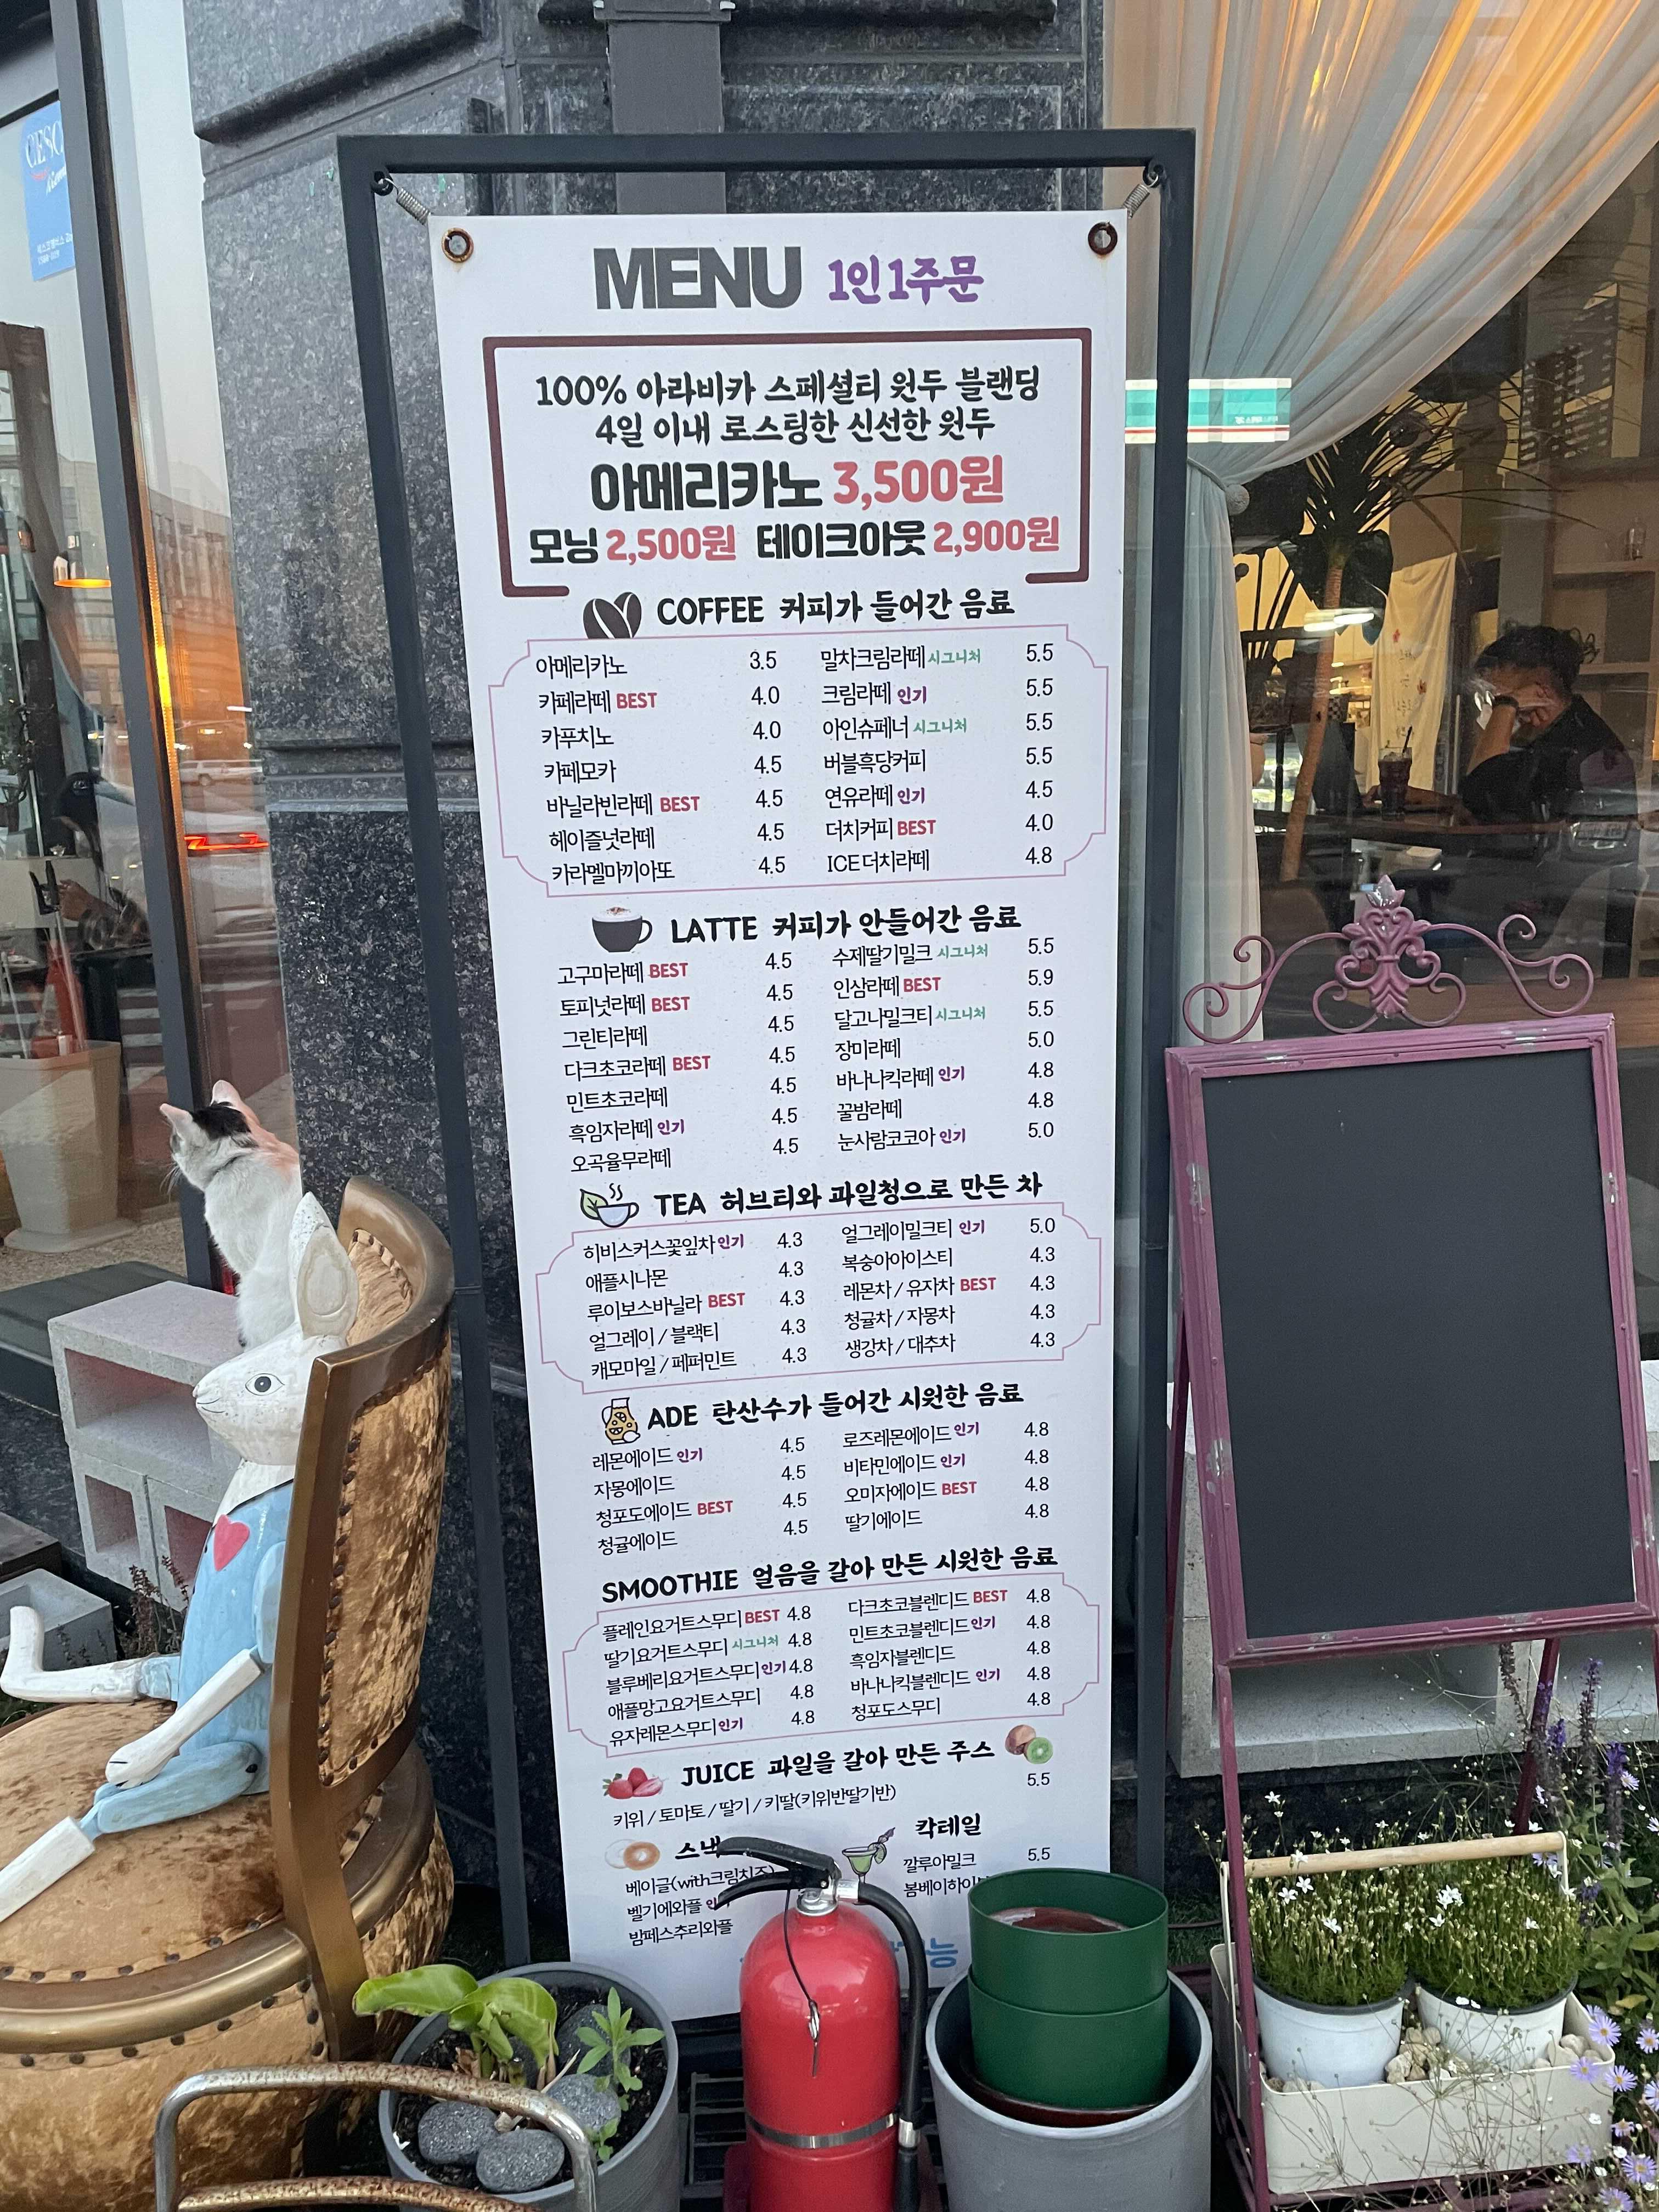 MENU 1인1주문
100% 아라비카 스페셜티 원두 블랜딩
4일 이내 로스팅한 신선한 원두
아메리카노 3,500원
모닝 2,500원 테이크아웃 2,900원
COFFEE 커피가 들어간 음료
아메리카노 3.5
카페라떼 BEST 4.0
카푸치노 4.0
카페모카 4.5
바닐라빈라떼 BEST 4.5
헤이즐넛라떼 4.5
카라멜마끼아또 4.5
말차크림라떼 시그니처 5.5
크림라떼 인기 5.5
아인슈페너 시그니처 5.5
버블흑당커피 5.5
연유라떼 인기 4.5
더치커피 BEST 4.0
ICE 더치라떼 4.8
LATTE 커피가 안들어간 음료
고구마라떼 BEST 4.5
토피넛라떼 BEST 4.5
그린티라떼 4.5
다크초코라떼 BEST 4.5
민트초코라떼 4.5
흑임자라떼 인기 4.5
오곡율무라떼 4.5
수제딸기밀크 시그니처 5.5
인삼라떼 BEST 5.9
달고나밀크티 시그니처 5.5
장미라떼 5.0
바나나킥라떼 인기 4.8
꿀밤라떼 4.8
눈사람코코아 인기 5.0
TEA 허브티와 과일청으로 만든 차
히비스커스꽃잎차 인기 4.3
애플시나몬 4.3
루이보스바닐라 BEST 4.3
얼그레이 / 블랙티 4.3
캐모마일 / 페퍼민트 4.3
얼그레이밀크티 인기 5.0
복숭아아이스티 4.3
레몬차 / 유자차 BEST 4.3
청귤차 / 자몽차 4.3
생강차 / 대추차 4.3
ADE 탄산수가 들어간 시원한 음료
레몬에이드 인기 4.5
자몽에이드 4.5
청포도에이드 BEST 4.5
청귤에이드 4.5
로즈레몬에이드 인기 4.8
비타민에이드 인기 4.8
오미자에이드 BEST 4.8
딸기에이드 4.8
SMOOTHIE 얼음을 갈아 만든 시원한 음료
플레인요거트스무디 BEST 4.8
딸기요거트스무디 시그니처 4.8
블루베리요거트스무디 인기 4.8
애플망고요거트스무디 4.8
유자레몬스무디 인기 4.8
다크초코블렌디드 BEST 4.8
민트초코블렌디드 인기 4.8
흑임자블렌디드 4.8
바나나킥블렌디드 인기 4.8
청포도스무디 4.8
JUICE 과일을 갈아 만든 주스
키위 / 토마토 / 딸기 / 키딸(키위반딸기반) 5.5
베이글(with크림치즈)
벨기에와플
밤페스추리와플
칵테일
깔루아밀크 5.5